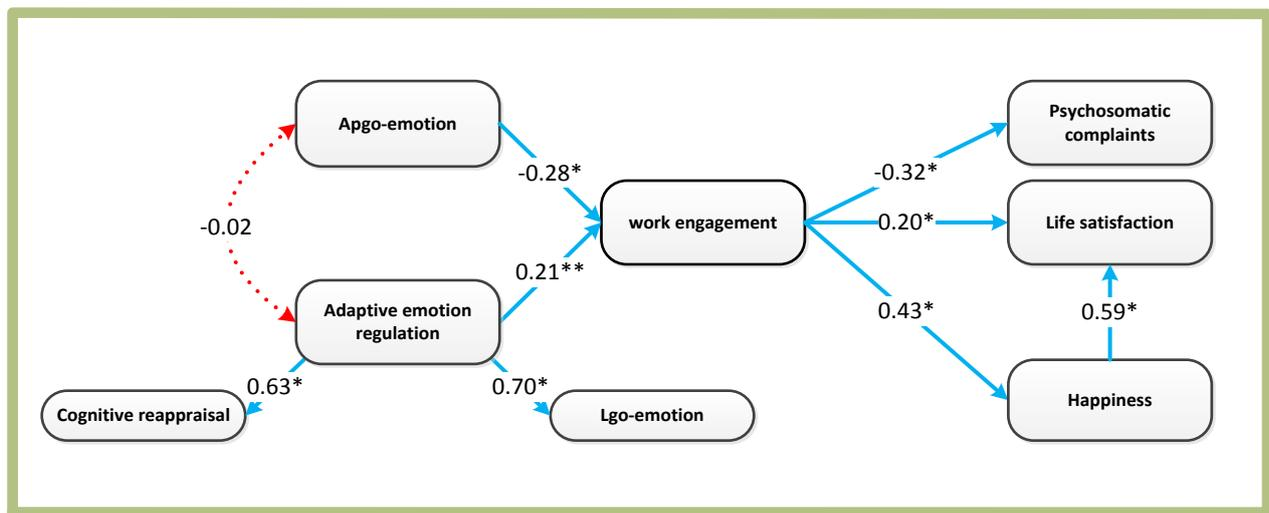 Apgo-emotion
-0.28*
-0.02
Adaptive emotion
regulation
0.21**
0.63*
0.70*
Cognitive reappraisal
Lgo-emotion
work engagement
-0.32*
0.20*
0.43*
Psychosomatic
complaints
Life satisfaction
0.59*
Happiness